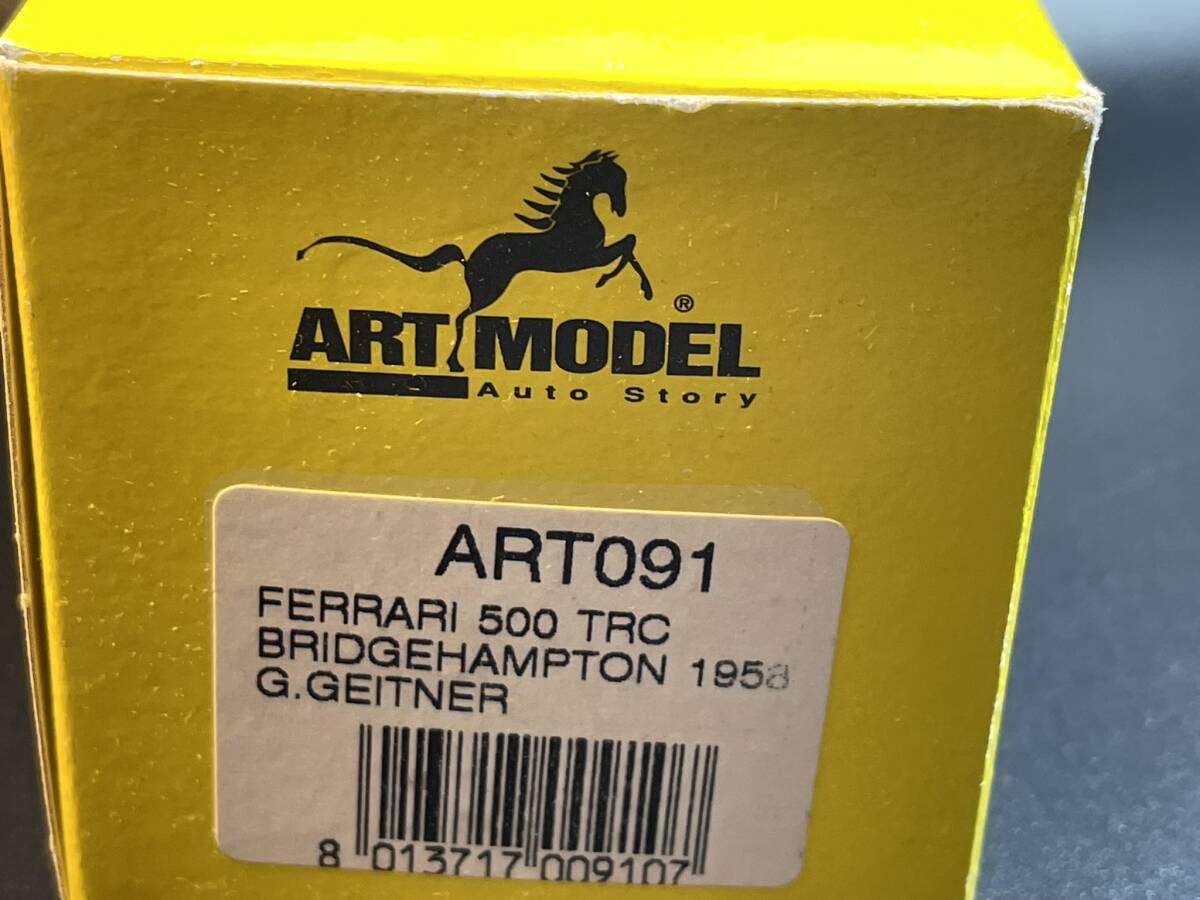 ®
ART MODEL
Auto Story
ART091
FERRARI 500 TRC
BRIDGEHAMPTON 1958
G.GEITNER
8 013717 009107